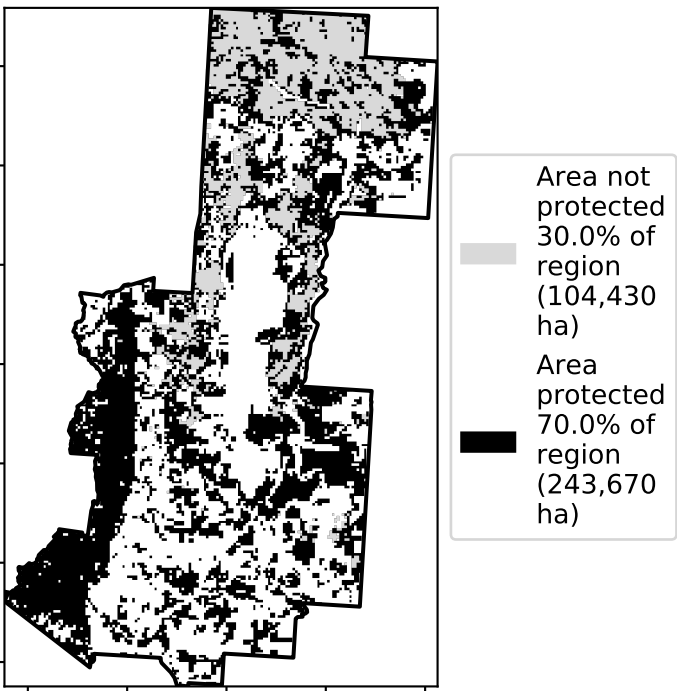 Area not
protected
30.0% of
region
(104,430
ha)
Area
protected
70.0% of
region
(243,670
ha)